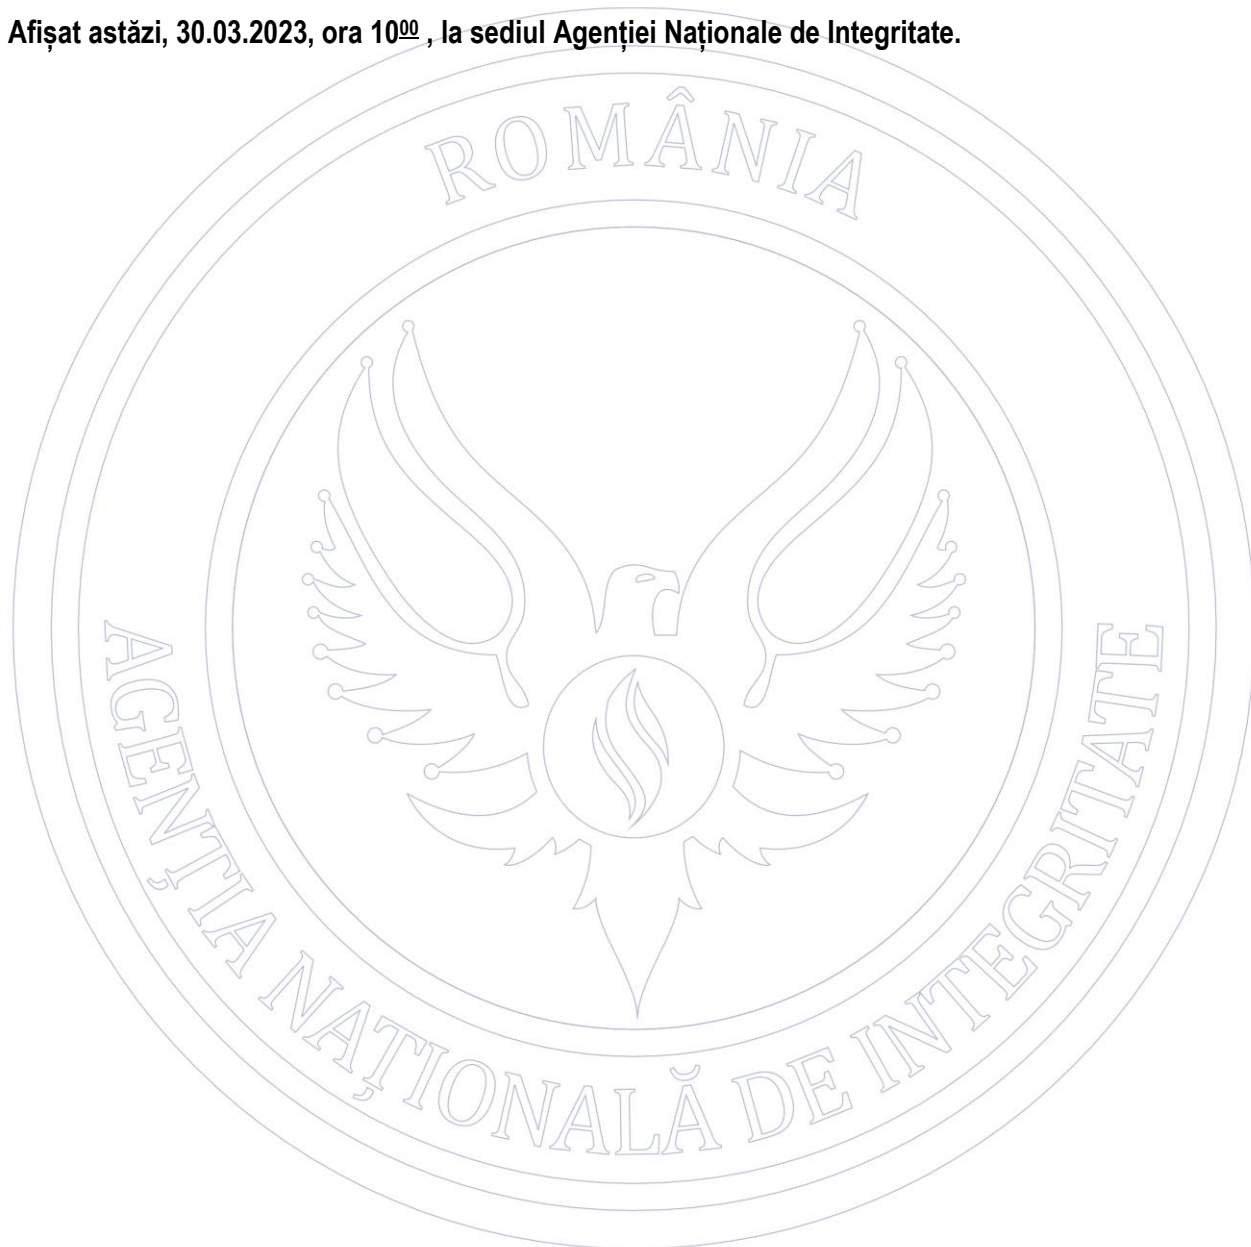 Afișat astăzi, 30.03.2023, ora 10⁰⁰ , la sediul Agenției Naționale de Integritate.
ROMÂNIA
AGENȚIA NAȚIONALĂ DE INTEGRITATE